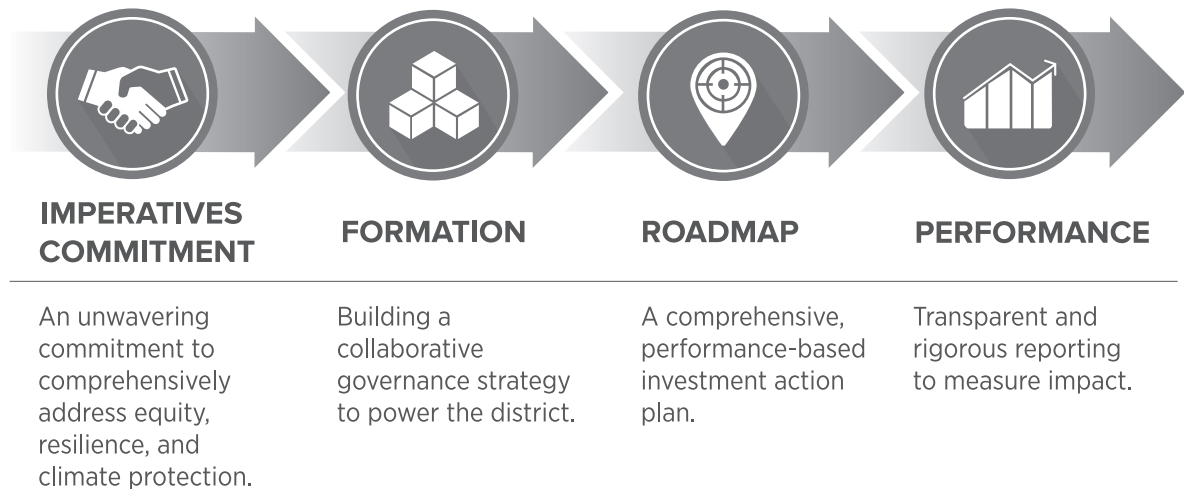 IMPERATIVES
COMMITMENT
FORMATION
ROADMAP
PERFORMANCE
An unwavering
commitment to
comprehensively
address equity,
resilience, and
climate protection.
Building a
collaborative
governance strategy
to power the district.
A comprehensive,
performance-based
investment action
plan.
Transparent and
rigorous reporting
to measure impact.